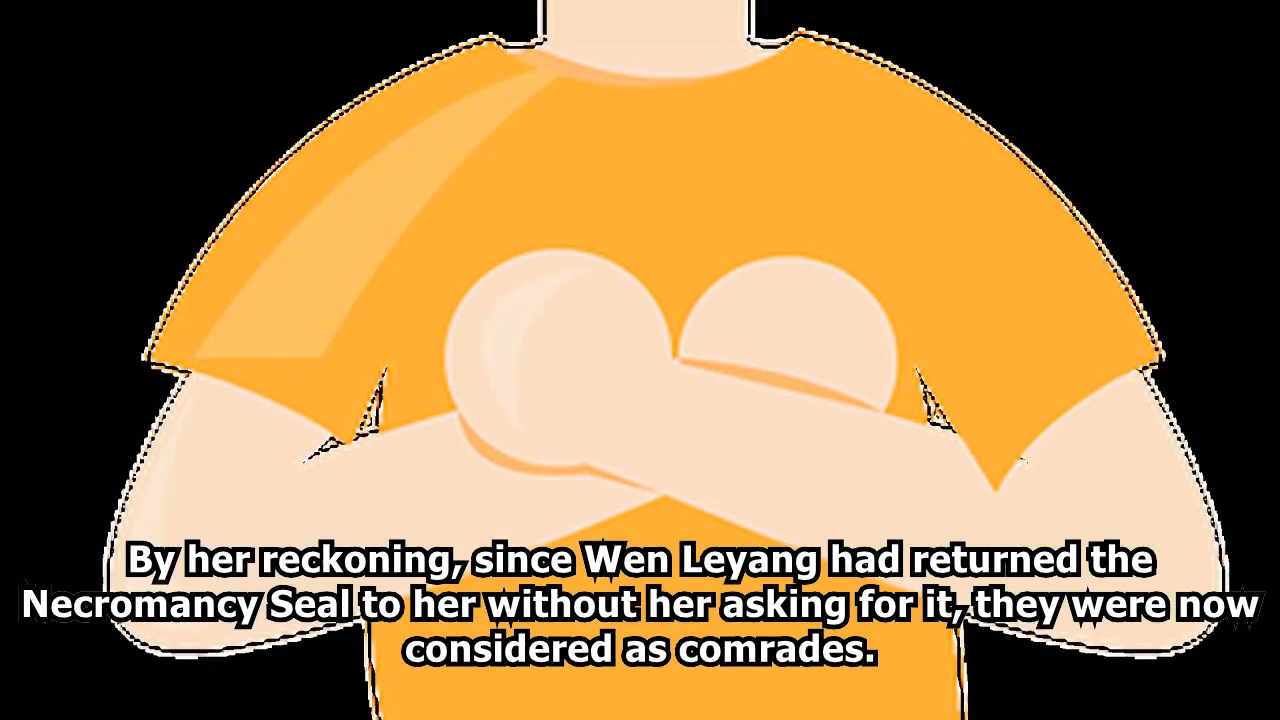 By her reckoning, since Wen Leyang had returned the
Necromancy Seal to her without her asking for it, they were now
considered as comrades.